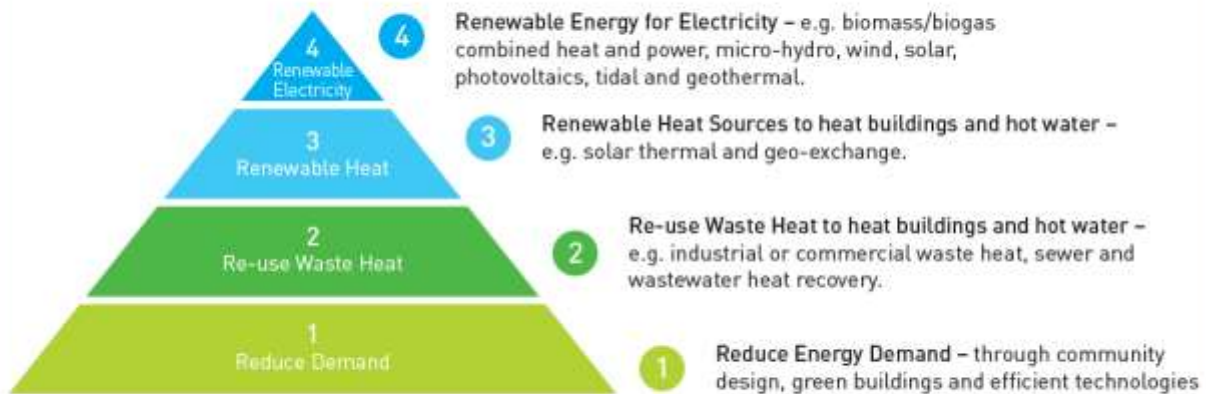 4
Renewable
Electricity
4
Renewable Energy for Electricity – e.g. biomass/biogas
combined heat and power, micro-hydro, wind, solar,
photovoltaics, tidal and geothermal.
3
Renewable Heat
3
Renewable Heat Sources to heat buildings and hot water –
e.g. solar thermal and geo-exchange.
2
Re-use Waste Heat
2
Re-use Waste Heat to heat buildings and hot water –
e.g. industrial or commercial waste heat, sewer and
wastewater heat recovery.
1
Reduce Demand
1
Reduce Energy Demand – through community
design, green buildings and efficient technologies